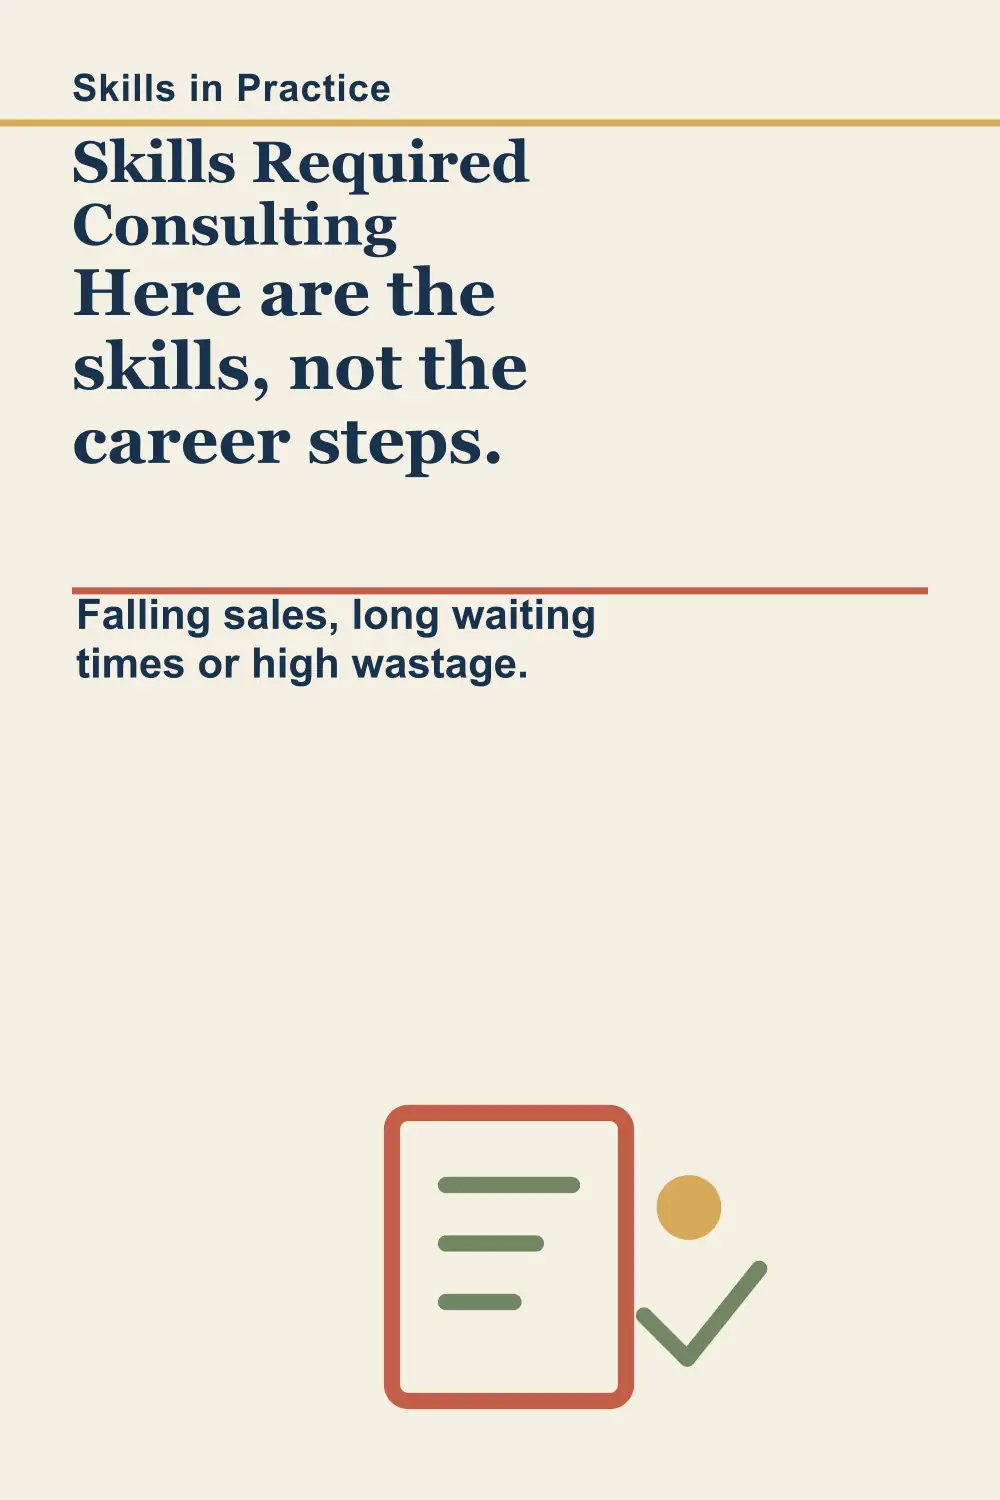 Skills in Practice
Skills Required
Consulting
Here are the
skills, not the
career steps.
Falling sales, long waiting
times or high wastage.